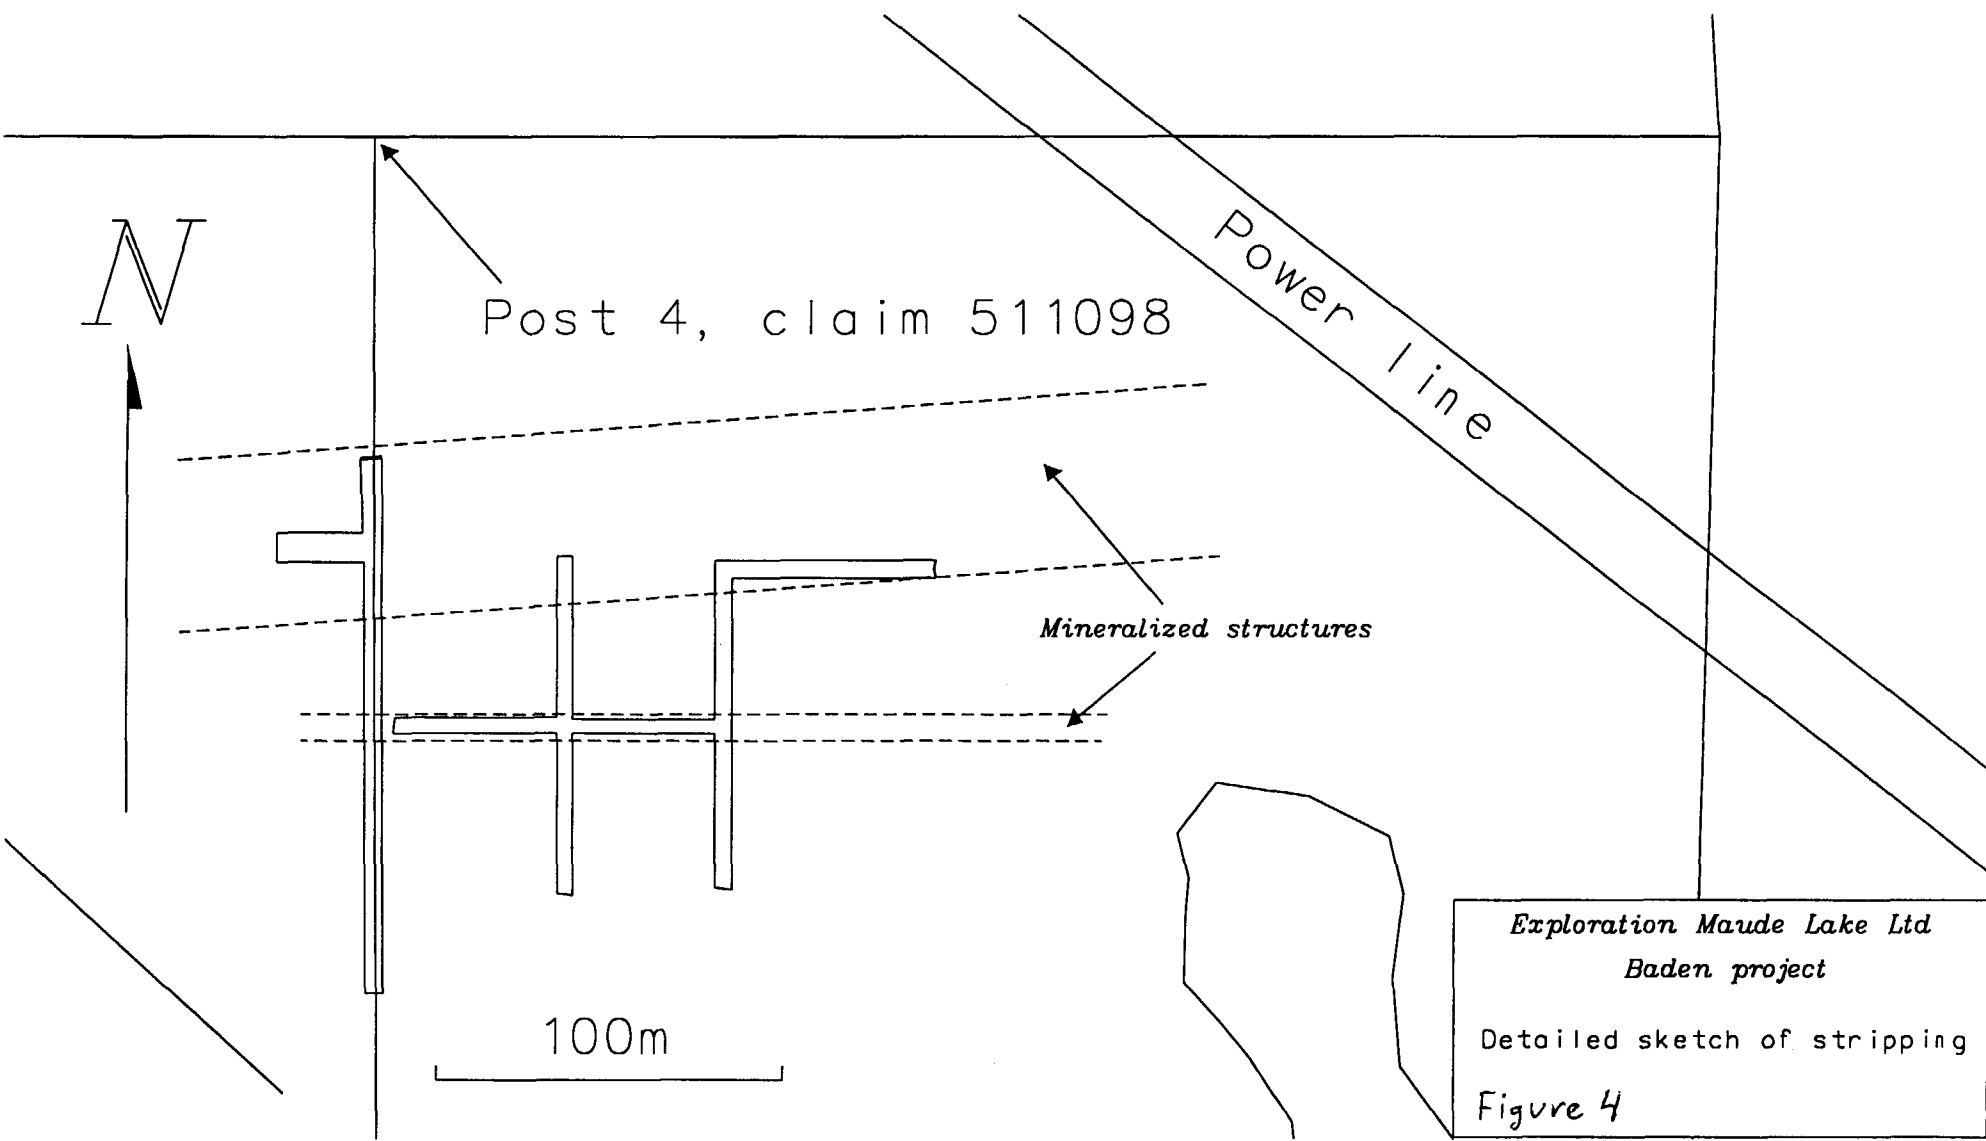 N
Post 4, claim 511098
Power line
Mineralized structures
100m
Exploration Maude Lake Ltd
Baden project
Detailed sketch of stripping
Figure 4